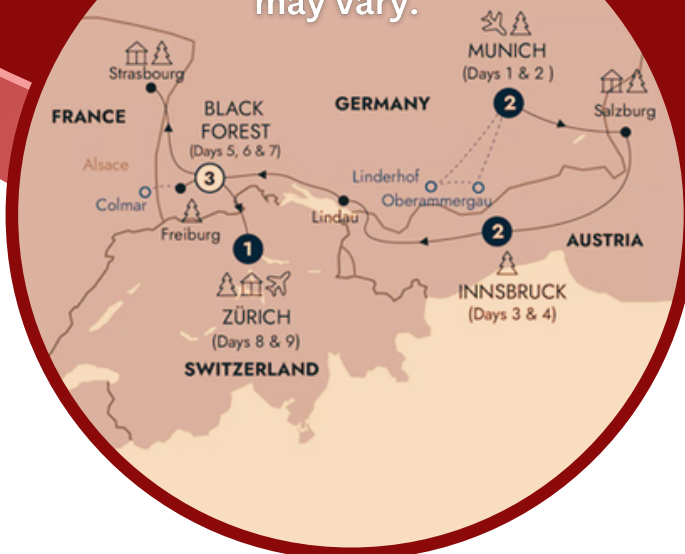 may vary.
MUNICH
(Days 1 & 2 )
Strasbourg
2
Salzburg
FRANCE
BLACK
FOREST
(Days 5, 6 & 7)
GERMANY
Alsace
3
Linderhof
Oberammergau
Colmar
Freiburg
Lindau
2
AUSTRIA
1
INNSBRUCK
(Days 3 & 4)
ZÜRICH
(Days 8 & 9)
SWITZERLAND